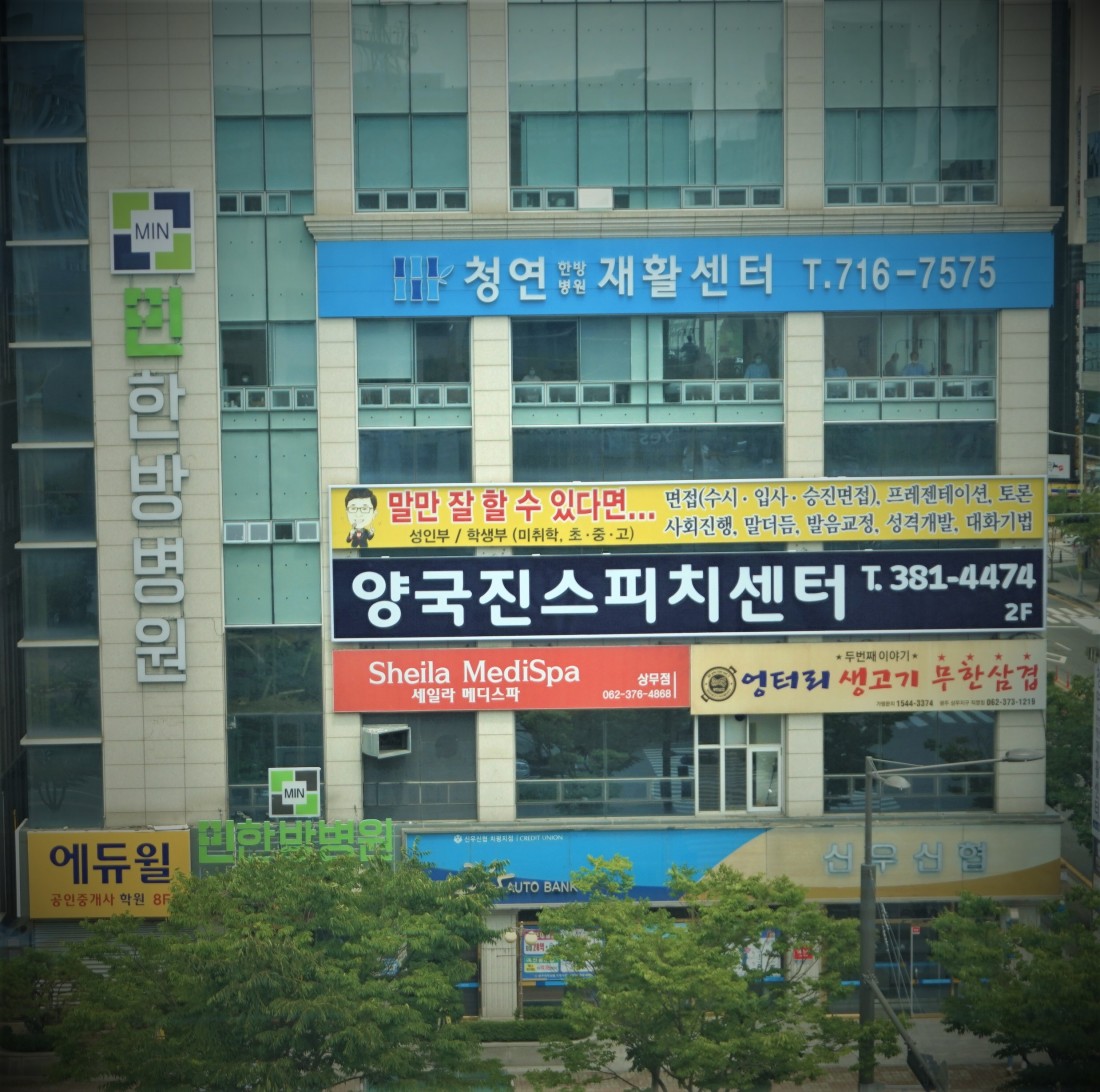 MIN
민한방병원
청연 한방병원 재활센터 T.716-7575
말만 잘 할 수 있다면...
성인부 / 학생부 (미취학, 초·중·고)
면접(수시·입사·승진면접), 프레젠테이션, 토론
사회진행, 말더듬, 발음교정, 성격개발, 대화기법
양국진스피치센터 T. 381-4474
2F
Sheila MediSpa
세일라 메디스파
상무점
062-376-4868
★두번째 이야기★
엉터리 생고기 무한삼겹
1544-3374 062-373-1219
MIN
민한방병원
에듀윌
공인중개사 학원 8F
CREDIT UNION
AUTO BANK
신우신협